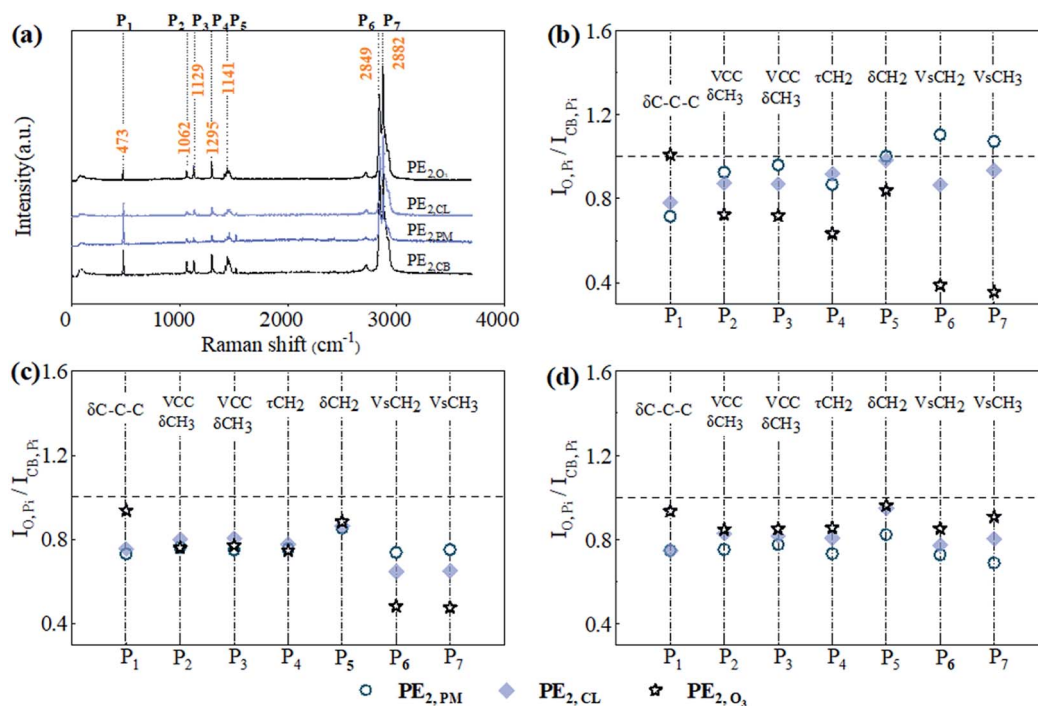 (a)
P1 P2 P3 P4 P5 P6 P7
473
1062
1129
1295
1141
2849
2882
PE2,O3
PE2,CL
PE2,PM
PE2,CB
Intensity(a.u.)
0 1000 2000 3000 4000
Raman shift (cm-1)
(b)
IO,Pi / ICB,Pi
1.6
1.2
0.8
0.4
δC-C-C
VCC
δCH3
VCC
δCH3
τCH2
δCH2
VsCH2
VsCH3
P1 P2 P3 P4 P5 P6 P7
(c)
IO,Pi / ICB,Pi
1.6
1.2
0.8
0.4
δC-C-C
VCC
δCH3
VCC
δCH3
τCH2
δCH2
VsCH2
VsCH3
P1 P2 P3 P4 P5 P6 P7
(d)
IO,Pi / ICB,Pi
1.6
1.2
0.8
0.4
δC-C-C
VCC
δCH3
VCC
δCH3
τCH2
δCH2
VsCH2
VsCH3
P1 P2 P3 P4 P5 P6 P7
PE2, PM PE2, CL PE2, O3